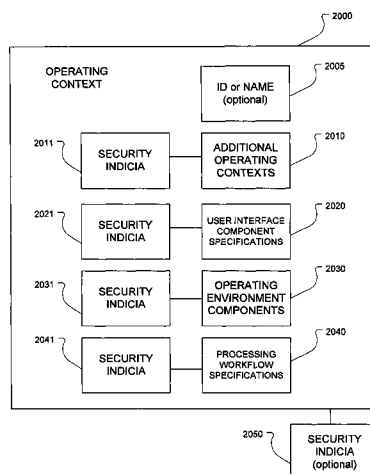 2000
OPERATING
CONTEXT
2005
ID or NAME
(optional)
2011
SECURITY
INDICIA
2010
ADDITIONAL
OPERATING
CONTEXTS
2021
SECURITY
INDICIA
2020
USER INTERFACE
COMPONENT
SPECIFICATIONS
2031
SECURITY
INDICIA
2030
OPERATING
ENVIRONMENT
COMPONENTS
2041
SECURITY
INDICIA
2040
PROCESSING
WORKFLOW
SPECIFICATIONS
2050
SECURITY
INDICIA
(optional)